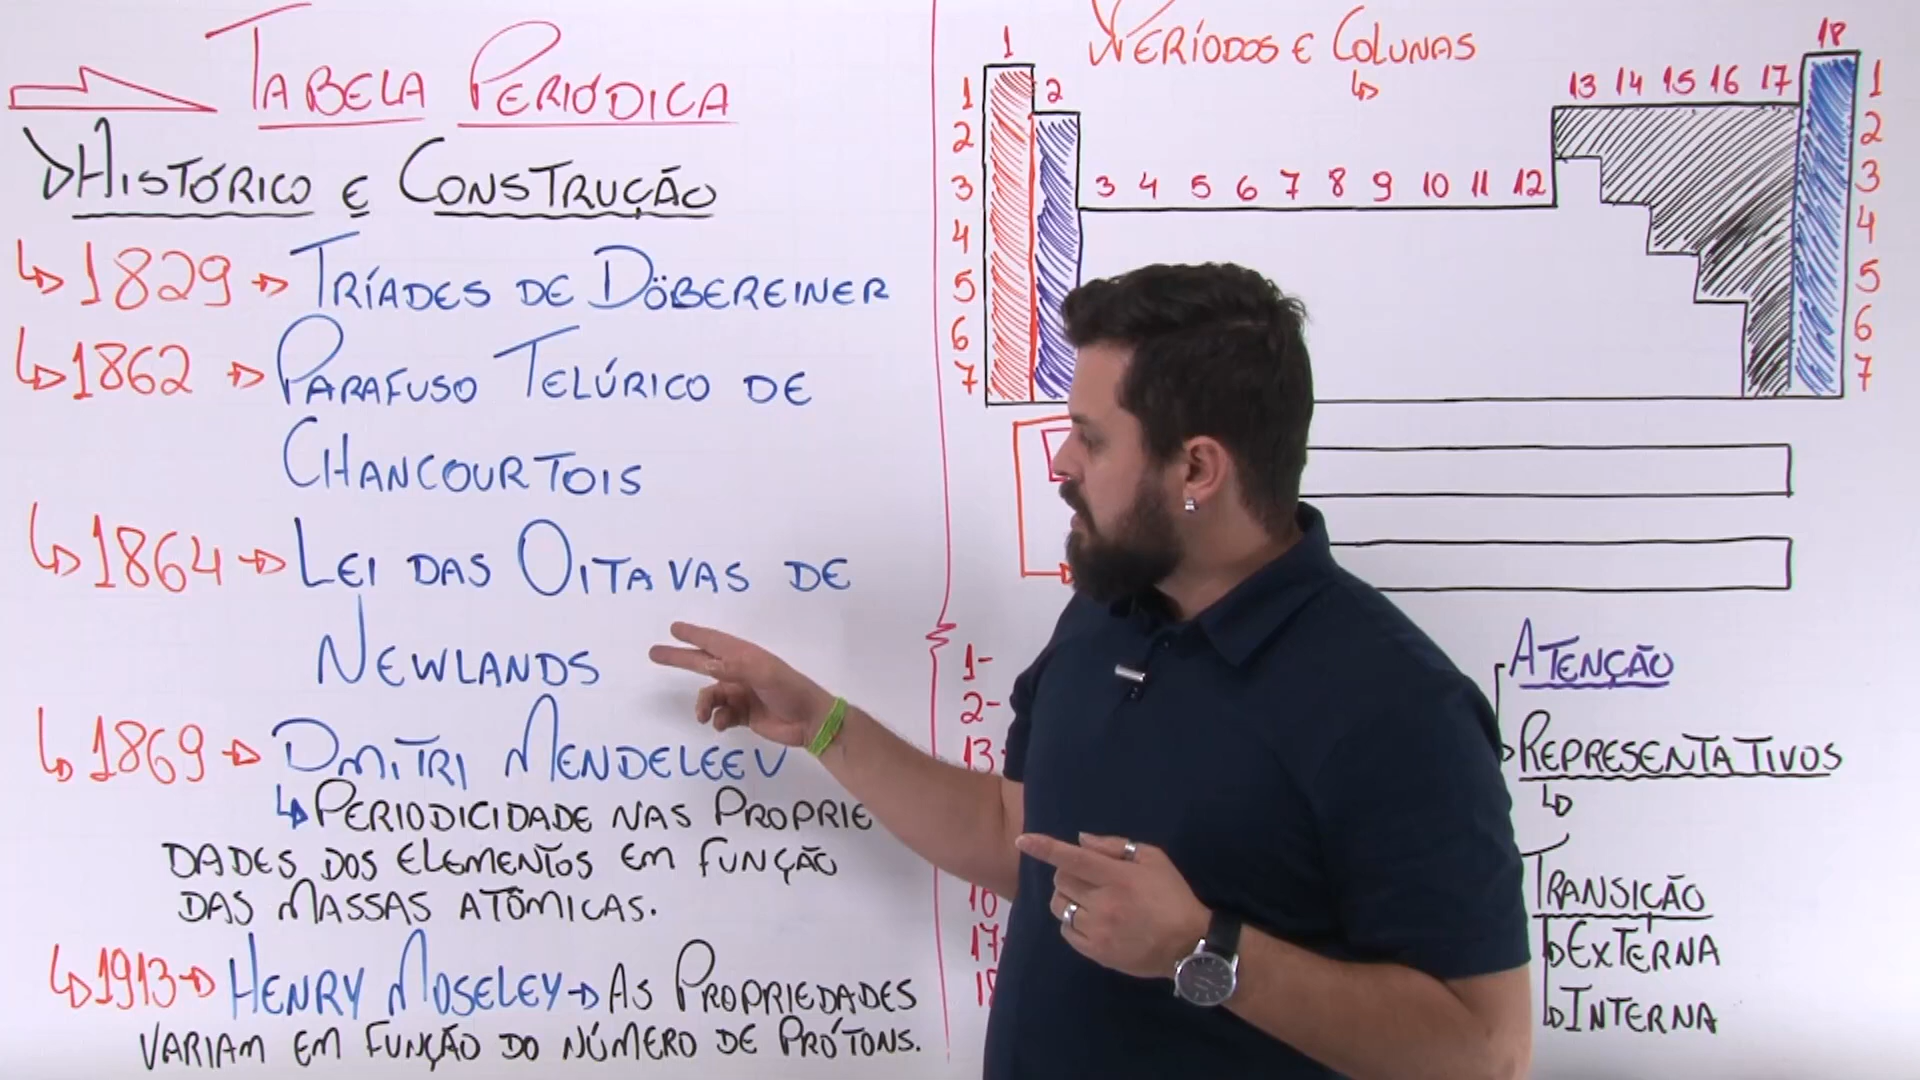 TABELA PERIÓDICA
HISTÓRICO E CONSTRUÇÃO
1829 → TRÍADES DE DÖBEREINER
1862 → PARAFUSO TELÚRICO DE
CHANCOURTOIS
1864 → LEI DAS OITAVAS DE
NEWLANDS
1869 → DMITRI MENDELEEV
PERIODICIDADE NAS PROPRIE
DADES DOS ELEMENTOS EM FUNÇÃO
DAS MASSAS ATÔMICAS.
1913 → HENRY MOSELEY → AS PROPRIEDADES
VARIAM EM FUNÇÃO DO NÚMERO DE PRÓTONS.
PERÍODOS E COLUNAS
1 18
2 13 14 15 16 17
3 4 5 6 7 8 9 10 11 12
1 1
2 2
3 3
4 4
5 5
6 6
7 7
1-
2-
13
17
ATENÇÃO
REPRESENTATIVOS
TRANSIÇÃO
EXTERNA
INTERNA